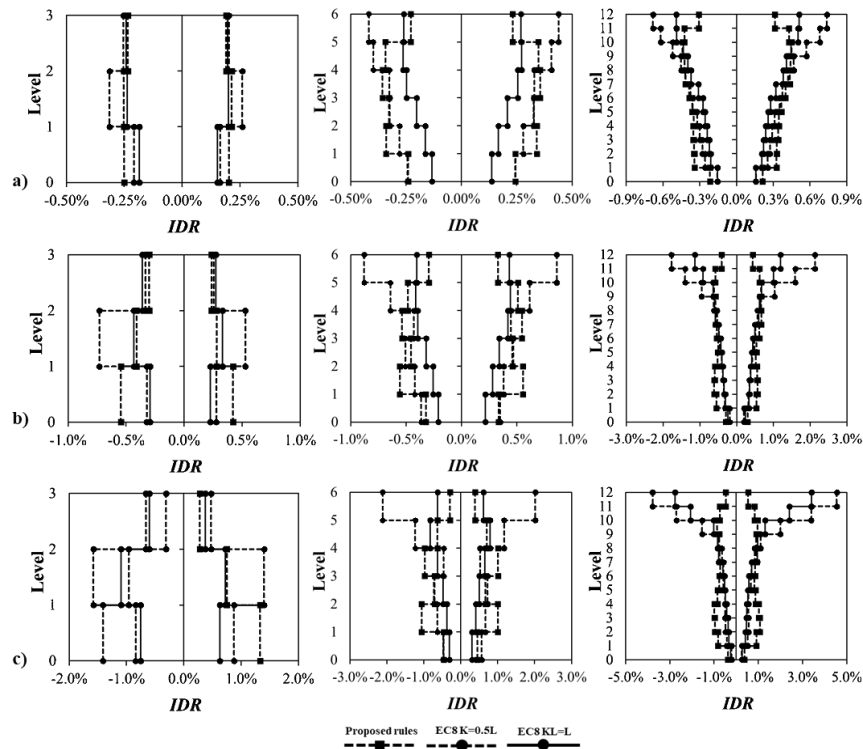 a)
Level
3
2
1
0
-0.50% -0.25% 0.00% 0.25% 0.50%
IDR
Level
6
5
4
3
2
1
0
-0.50% -0.25% 0.00% 0.25% 0.50%
IDR
Level
12
11
10
9
8
7
6
5
4
3
2
1
0
-0.9% -0.6% -0.3% 0.0% 0.3% 0.6% 0.9%
IDR
b)
Level
3
2
1
0
-1.0% -0.5% 0.0% 0.5% 1.0%
IDR
Level
6
5
4
3
2
1
0
-1.0% -0.5% 0.0% 0.5% 1.0%
IDR
Level
12
11
10
9
8
7
6
5
4
3
2
1
0
-3.0% -2.0% -1.0% 0.0% 1.0% 2.0% 3.0%
IDR
c)
Level
3
2
1
0
-2.0% -1.0% 0.0% 1.0% 2.0%
IDR
Level
6
5
4
3
2
1
0
-3.0% -2.0% -1.0% 0.0% 1.0% 2.0% 3.0%
IDR
Level
12
11
10
9
8
7
6
5
4
3
2
1
0
-5.0% -3.0% -1.0% 1.0% 3.0% 5.0%
IDR
Proposed rules EC8 K=0.5L EC8 KL=L